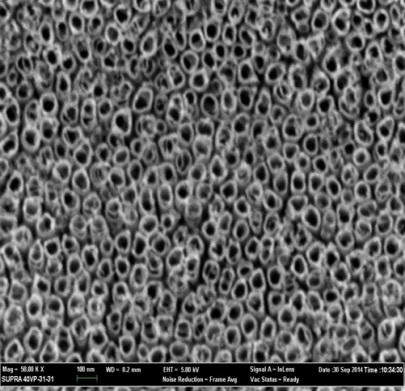 Mag = 50.00 K X 100 nm WD = 8.2 mm EHT = 5.00 kV Signal A = InLens Date :30 Sep 2014 Time :10:34:30
SUPRA 40VP-31-31 Noise Reduction = Frame Avg Vac Status = Ready